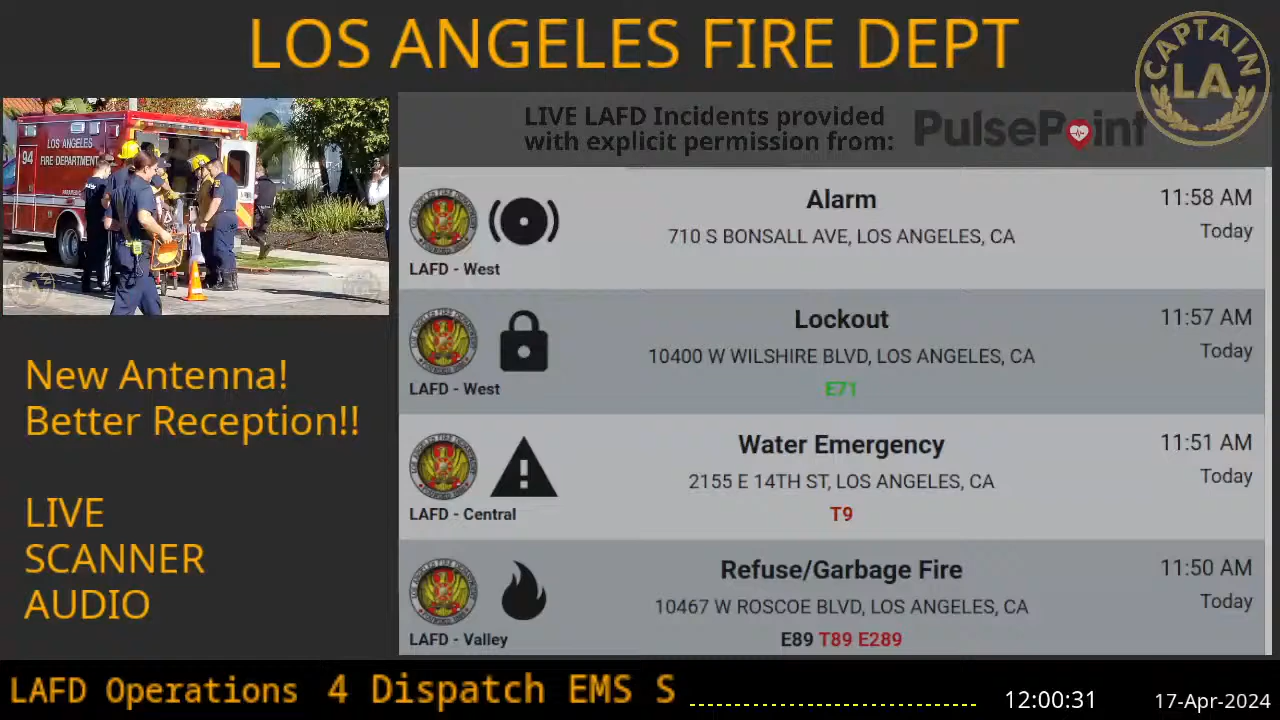 LOS ANGELES FIRE DEPT
CAPTAIN
LA
LOS ANGELES
94 FIRE DEPARTMENT
LIVE LAFD Incidents provided
with explicit permission from:
PulsePoint
Alarm
11:58 AM
710 S BONSALL AVE, LOS ANGELES, CA
Today
LAFD - West
Lockout
11:57 AM
10400 W WILSHIRE BLVD, LOS ANGELES, CA
Today
LAFD - West
E71
Water Emergency
11:51 AM
2155 E 14TH ST, LOS ANGELES, CA
Today
LAFD - Central
T9
Refuse/Garbage Fire
11:50 AM
10467 W ROSCOE BLVD, LOS ANGELES, CA
Today
LAFD - Valley
E89 T89 E289
New Antenna!
Better Reception!!
LIVE
SCANNER
AUDIO
LAFD Operations 4 Dispatch EMS S
12:00:31
17-Apr-2024